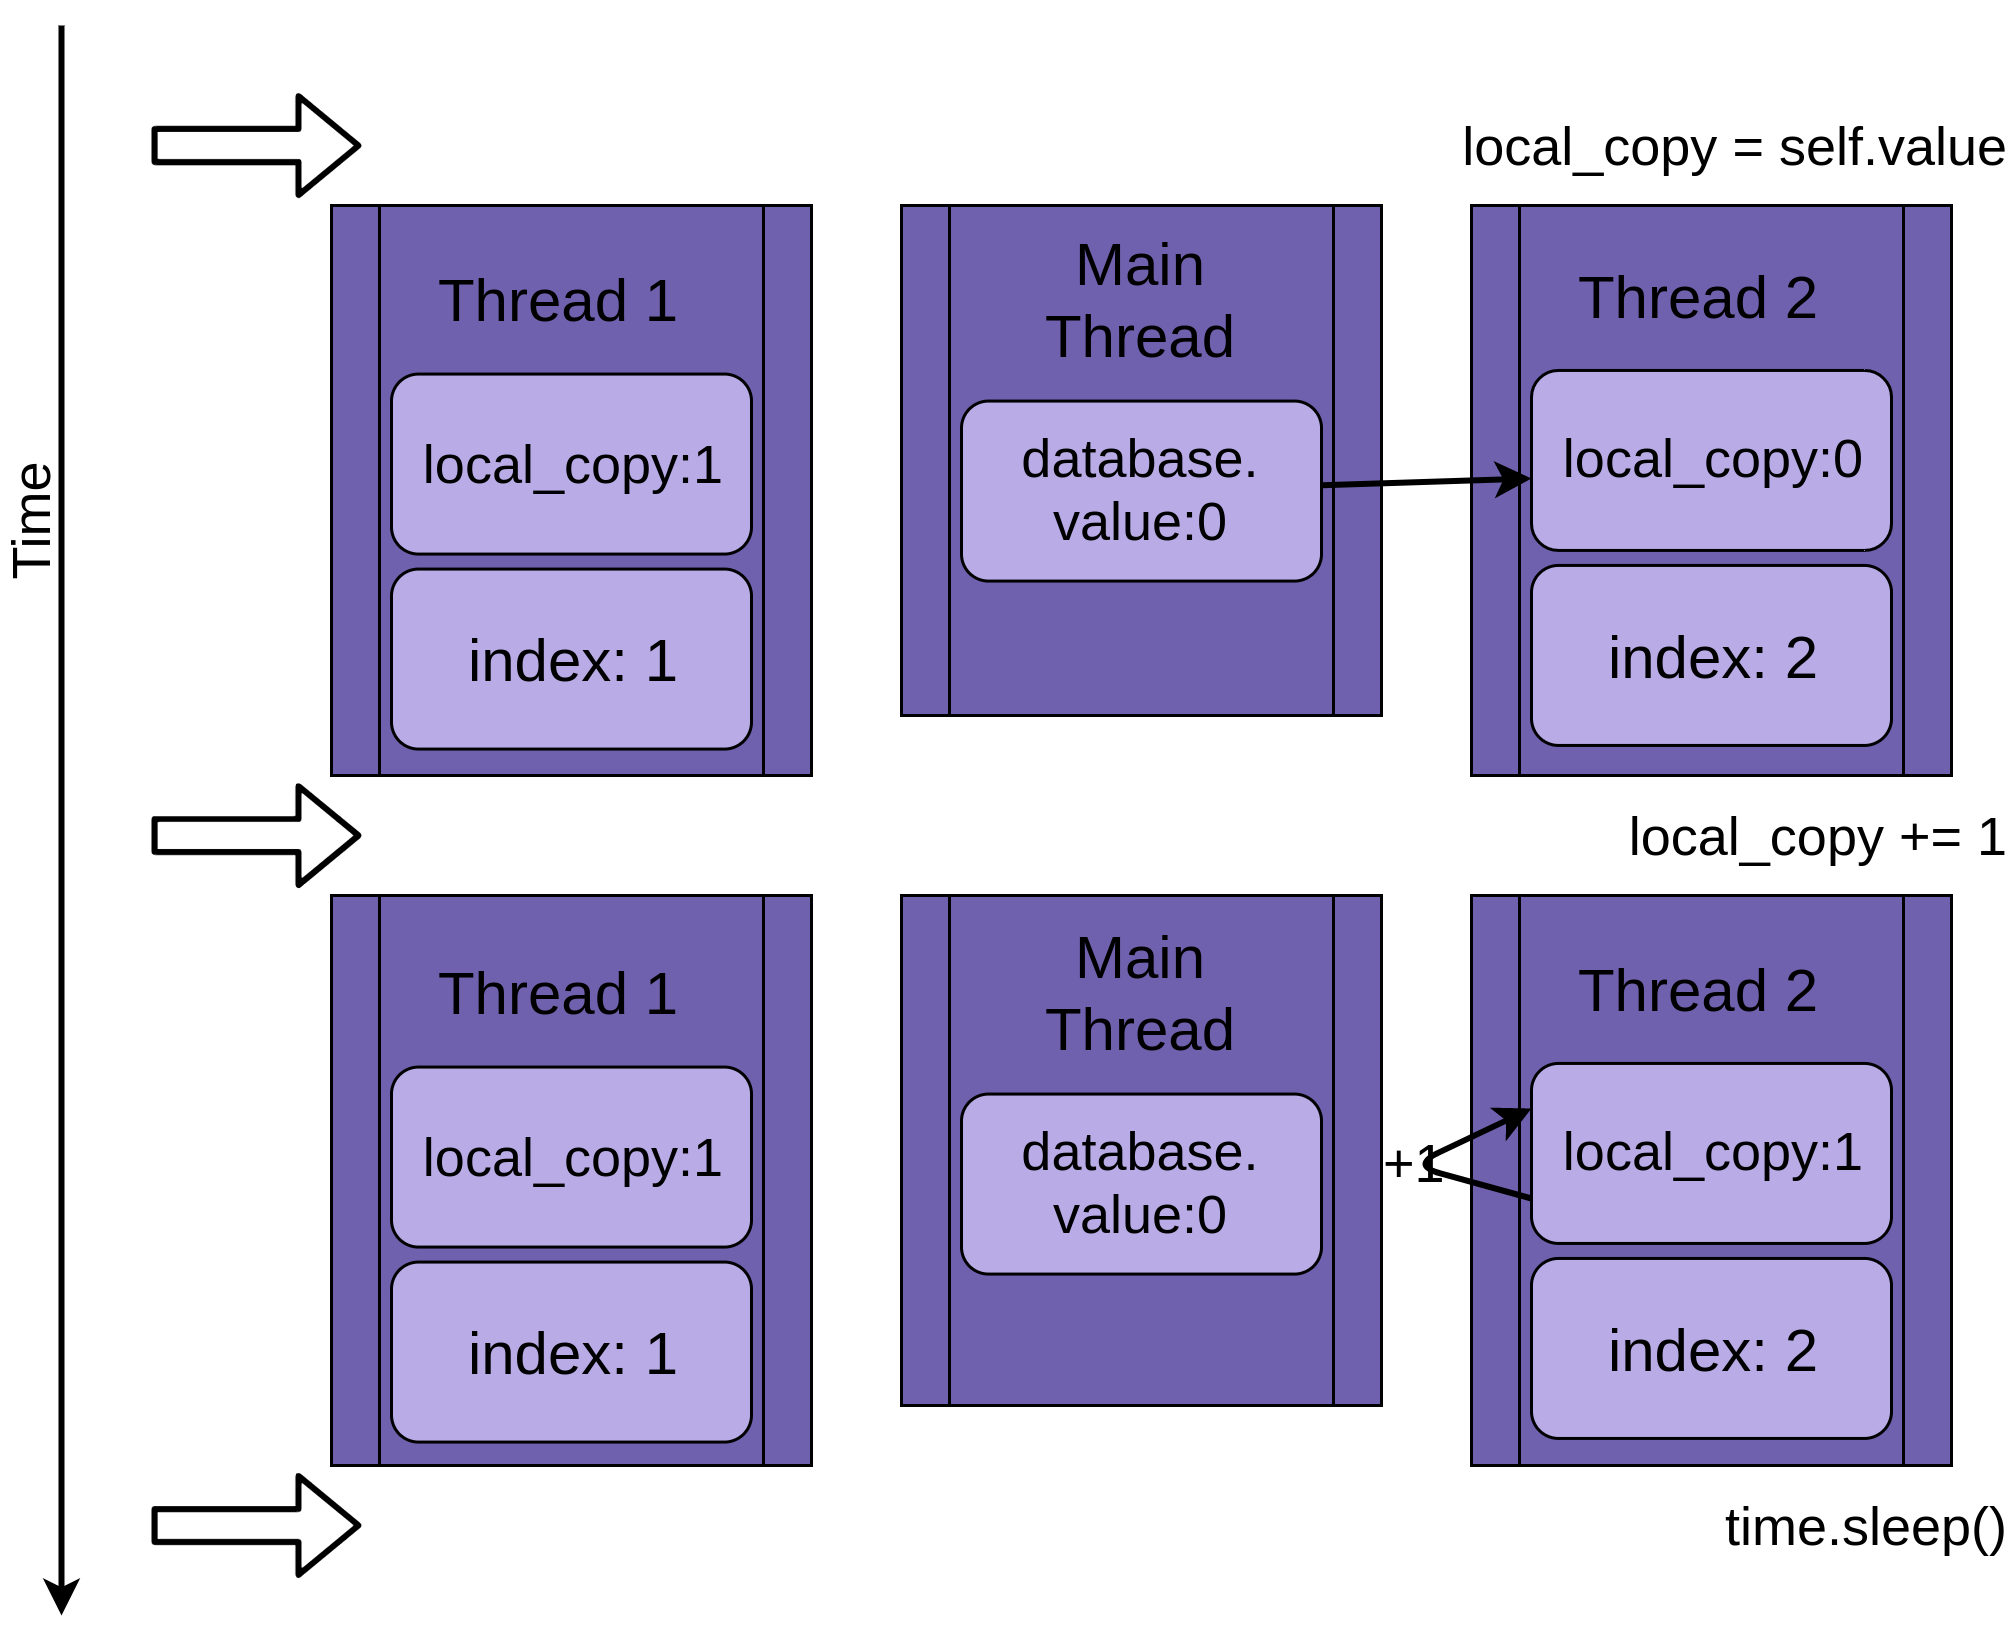 Time
local_copy = self.value
Thread 1
local_copy:1
index: 1
Main
Thread
database.
value:0
Thread 2
local_copy:0
index: 2
local_copy += 1
Thread 1
local_copy:1
index: 1
Main
Thread
database.
value:0
+1
Thread 2
local_copy:1
index: 2
time.sleep()